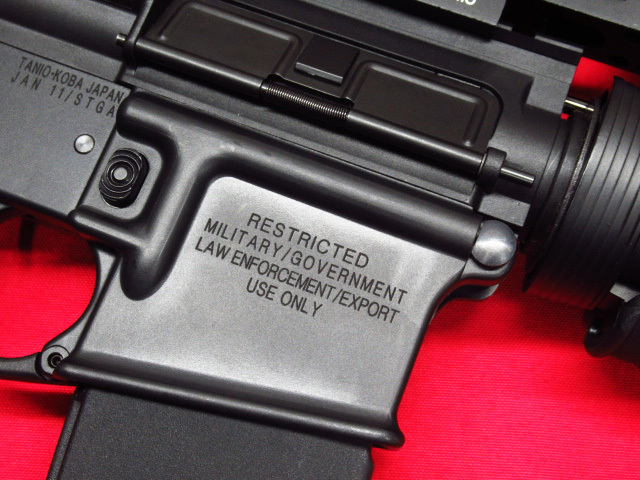 TANIO-KOBA JAPAN
JAN 11/STGA
RESTRICTED
MILITARY/GOVERNMENT
LAW ENFORCEMENT/EXPORT
USE ONLY